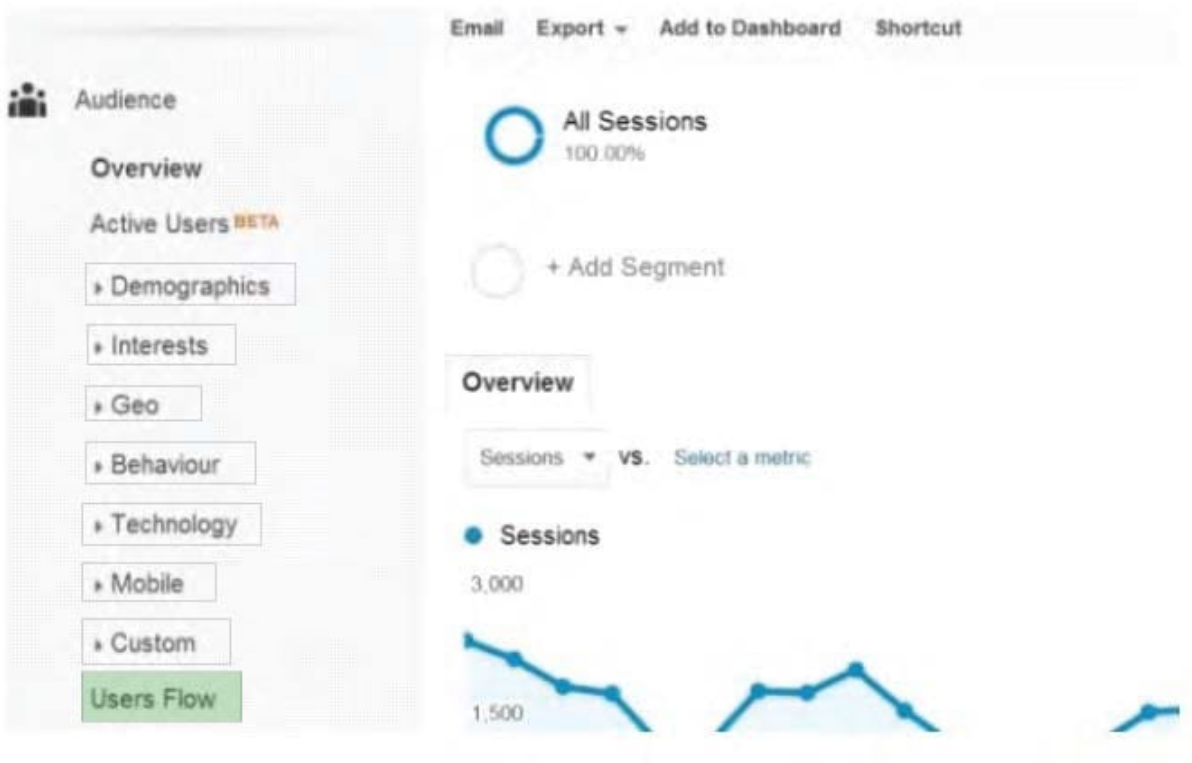 Email Export Add to Dashboard Shortcut
Audience
Overview
Active Users BETA
Demographics
Interests
Geo
Behaviour
Technology
Mobile
Custom
Users Flow
All Sessions
100.00%
+ Add Segment
Overview
Sessions VS. Select a metric
Sessions
3,000
1,500